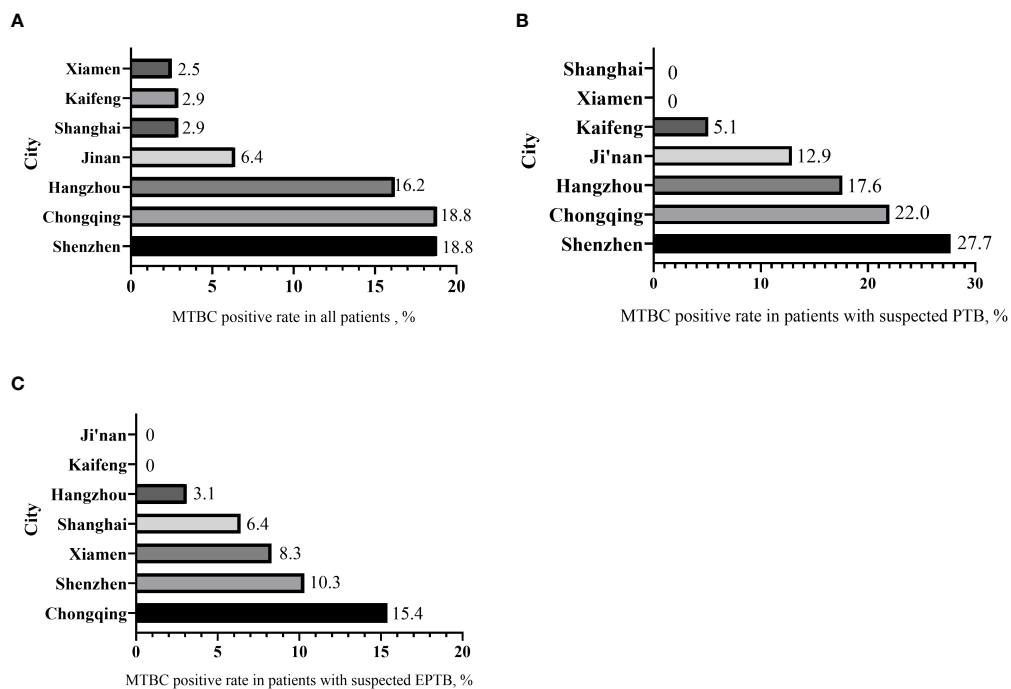 A
City
Xiamen 2.5
Kaifeng 2.9
Shanghai 2.9
Jinan 6.4
Hangzhou 16.2
Chongqing 18.8
Shenzhen 18.8
0 5 10 15 20
MTBC positive rate in all patients , %
B
City
Shanghai 0
Xiamen 0
Kaifeng 5.1
Ji'nan 12.9
Hangzhou 17.6
Chongqing 22.0
Shenzhen 27.7
0 10 20 30
MTBC positive rate in patients with suspected PTB, %
C
City
Ji'nan 0
Kaifeng 0
Hangzhou 3.1
Shanghai 6.4
Xiamen 8.3
Shenzhen 10.3
Chongqing 15.4
0 5 10 15 20
MTBC positive rate in patients with suspected EPTB, %